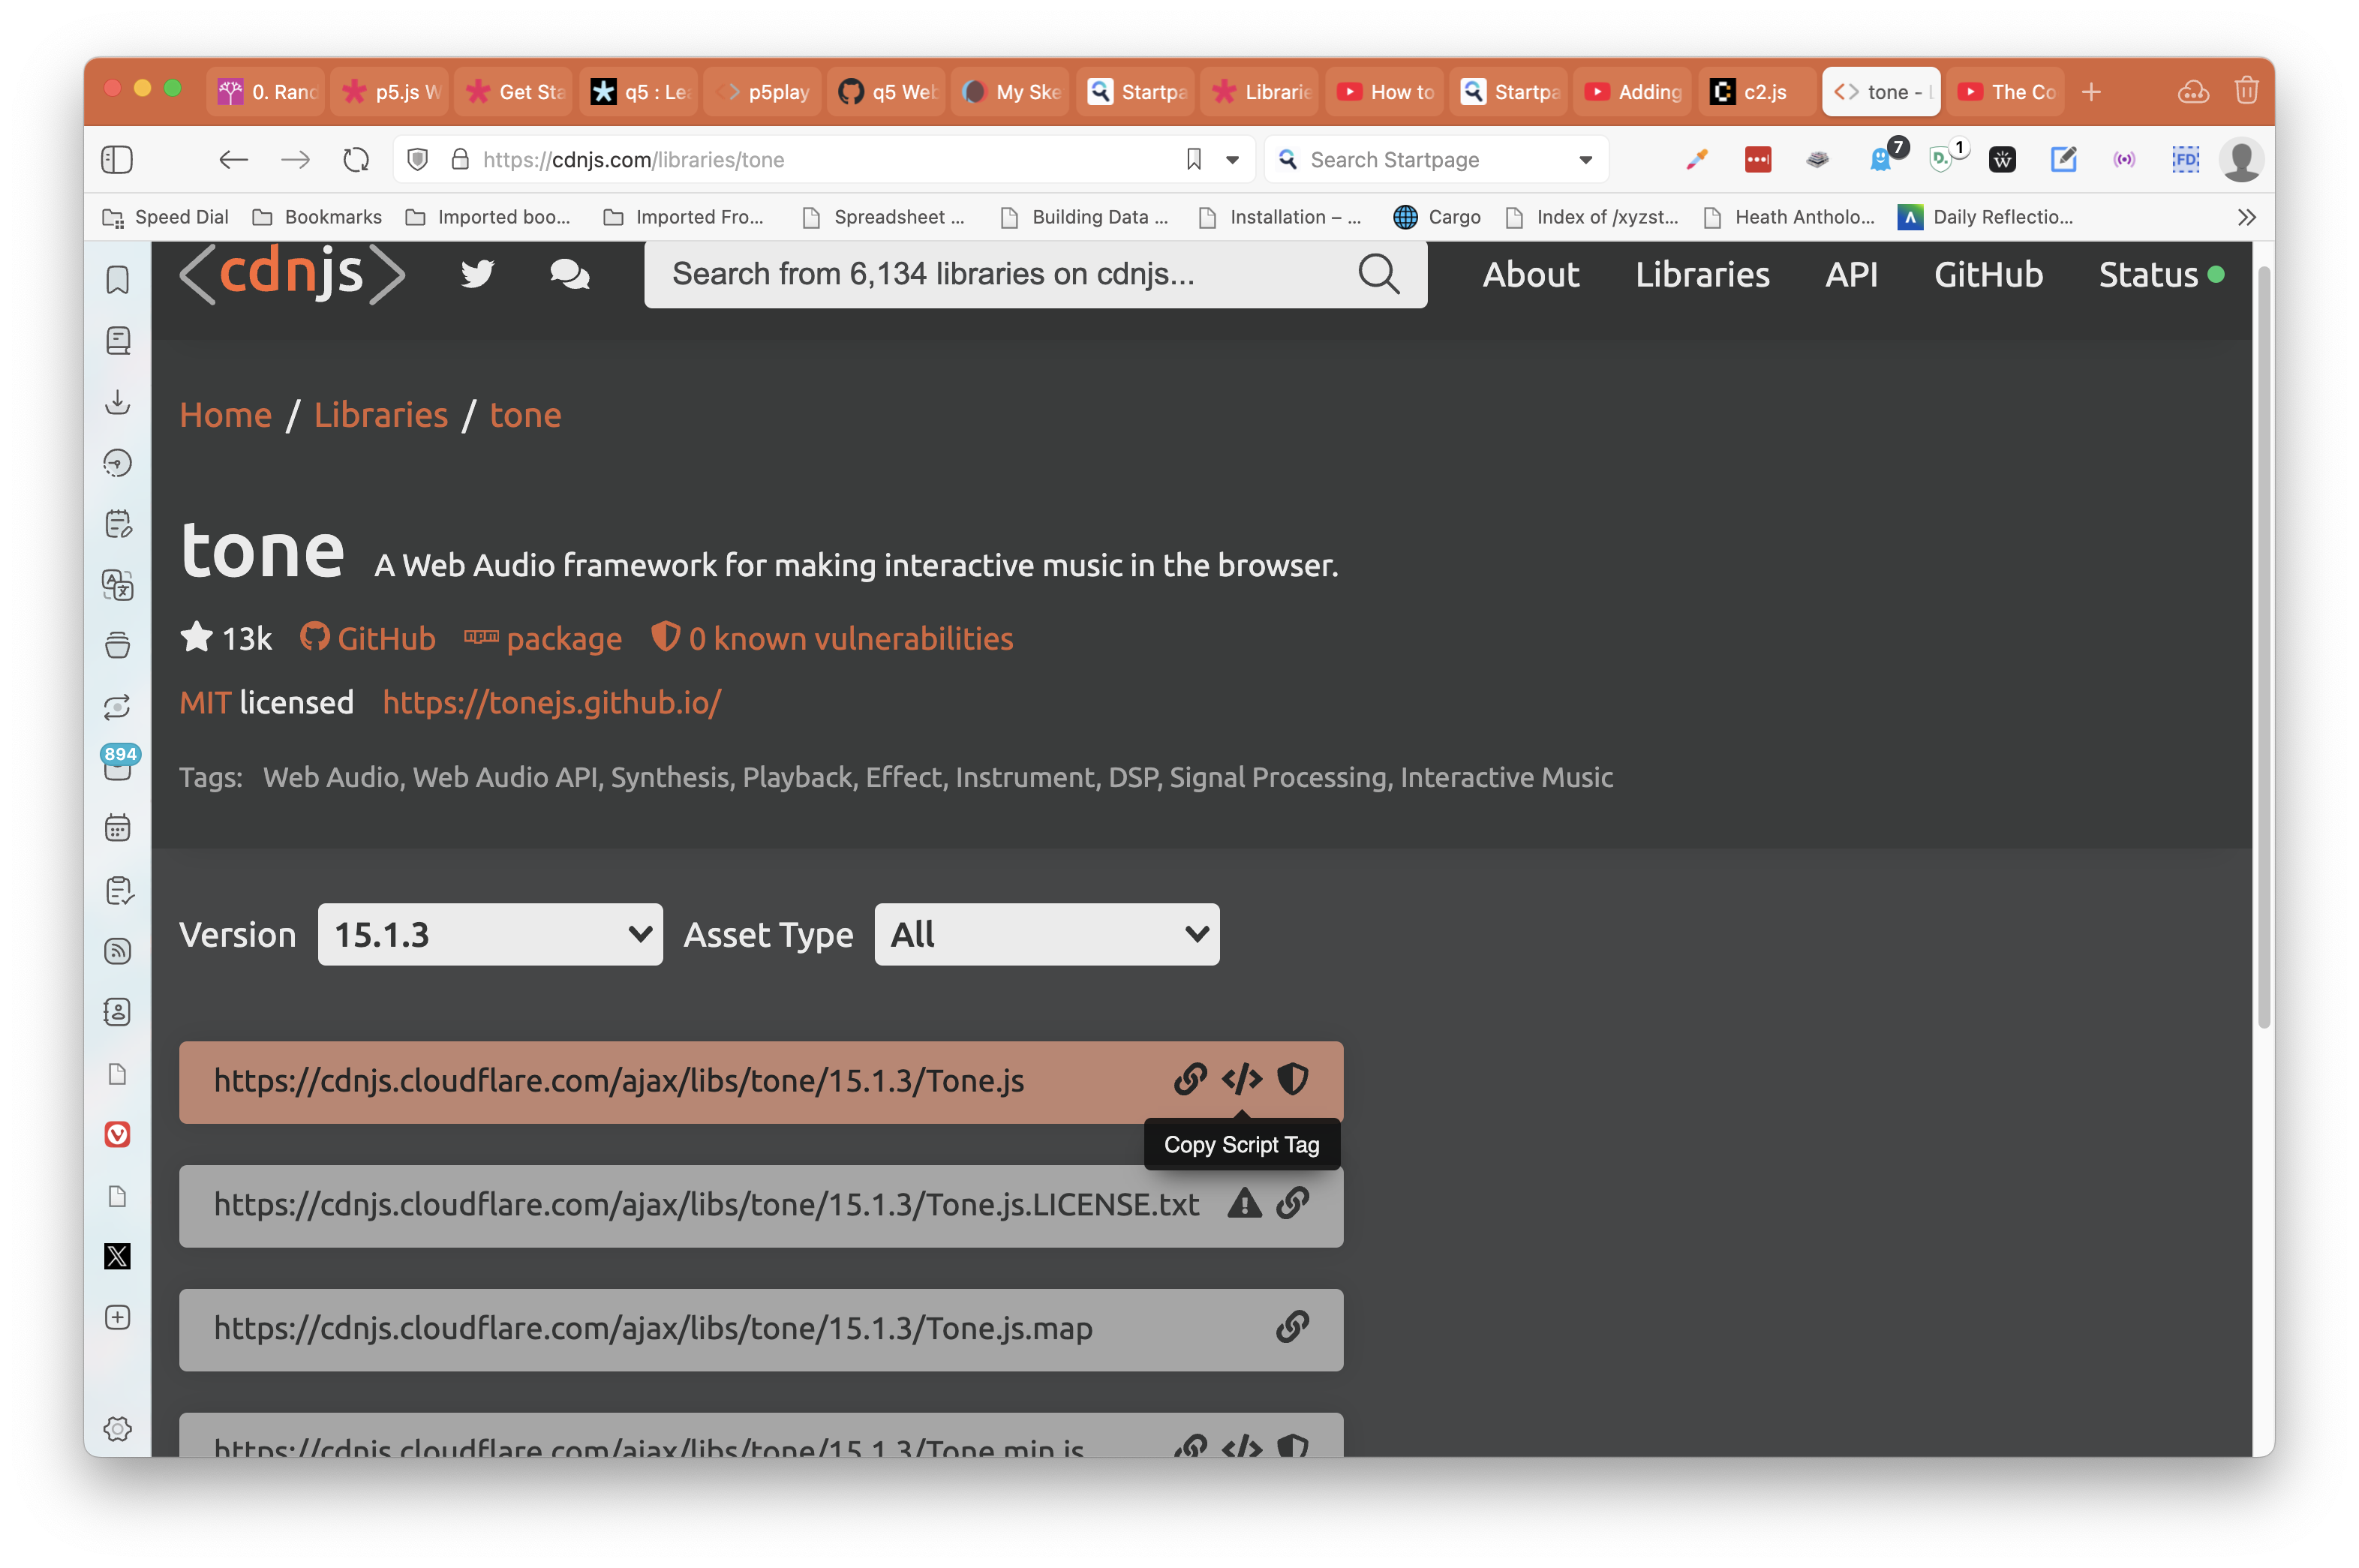 0. Rand
p5.js W
Get Sta
q5 : Lea
p5play
q5 Web
My Ske
Startpa
Librarie
How to
Startpa
Adding
c2.js
tone - l
The Co
https://cdnjs.com/libraries/tone
Search Startpage
7
1
FD
Speed Dial
Bookmarks
Imported boo...
Imported Fro...
Spreadsheet ...
Building Data ...
Installation – ...
Cargo
Index of /xyzst...
Heath Antholo...
Daily Reflectio...
<cdnjs>
Search from 6,134 libraries on cdnjs...
About
Libraries
API
GitHub
Status
Home / Libraries / tone
tone A Web Audio framework for making interactive music in the browser.
13k GitHub npm package 0 known vulnerabilities
MIT licensed https://tonejs.github.io/
894
Tags: Web Audio, Web Audio API, Synthesis, Playback, Effect, Instrument, DSP, Signal Processing, Interactive Music
Version 15.1.3 Asset Type All
https://cdnjs.cloudflare.com/ajax/libs/tone/15.1.3/Tone.js
Copy Script Tag
https://cdnjs.cloudflare.com/ajax/libs/tone/15.1.3/Tone.js.LICENSE.txt
https://cdnjs.cloudflare.com/ajax/libs/tone/15.1.3/Tone.js.map
https://cdnjs.cloudflare.com/ajax/libs/tone/15.1.3/Tone.min.js